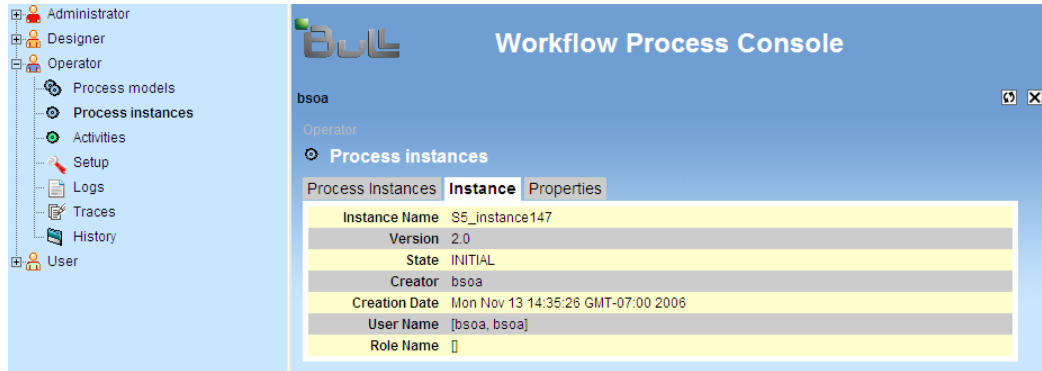 Administrator
Designer
Operator
Process models
Process instances
Activities
Setup
Logs
Traces
History
User
Bull
Workflow Process Console
bsoa
Operator
Process instances
Process Instances Instance Properties
Instance Name S5_instance147
Version 2.0
State INITIAL
Creator bsoa
Creation Date Mon Nov 13 14:35:26 GMT-07:00 2006
User Name [bsoa, bsoa]
Role Name []